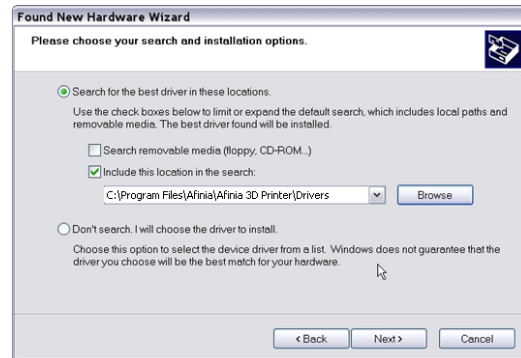 Found New Hardware Wizard
Please choose your search and installation options.
Search for the best driver in these locations.
Use the check boxes below to limit or expand the default search, which includes local paths and
removable media. The best driver found will be installed.
Search removable media (floppy, CD-ROM...)
Include this location in the search:
C:\Program Files\Afinia\Afinia 3D Printer\Drivers
Browse
Don't search. I will choose the driver to install.
Choose this option to select the device driver from a list. Windows does not guarantee that the
driver you choose will be the best match for your hardware.
< Back Next > Cancel